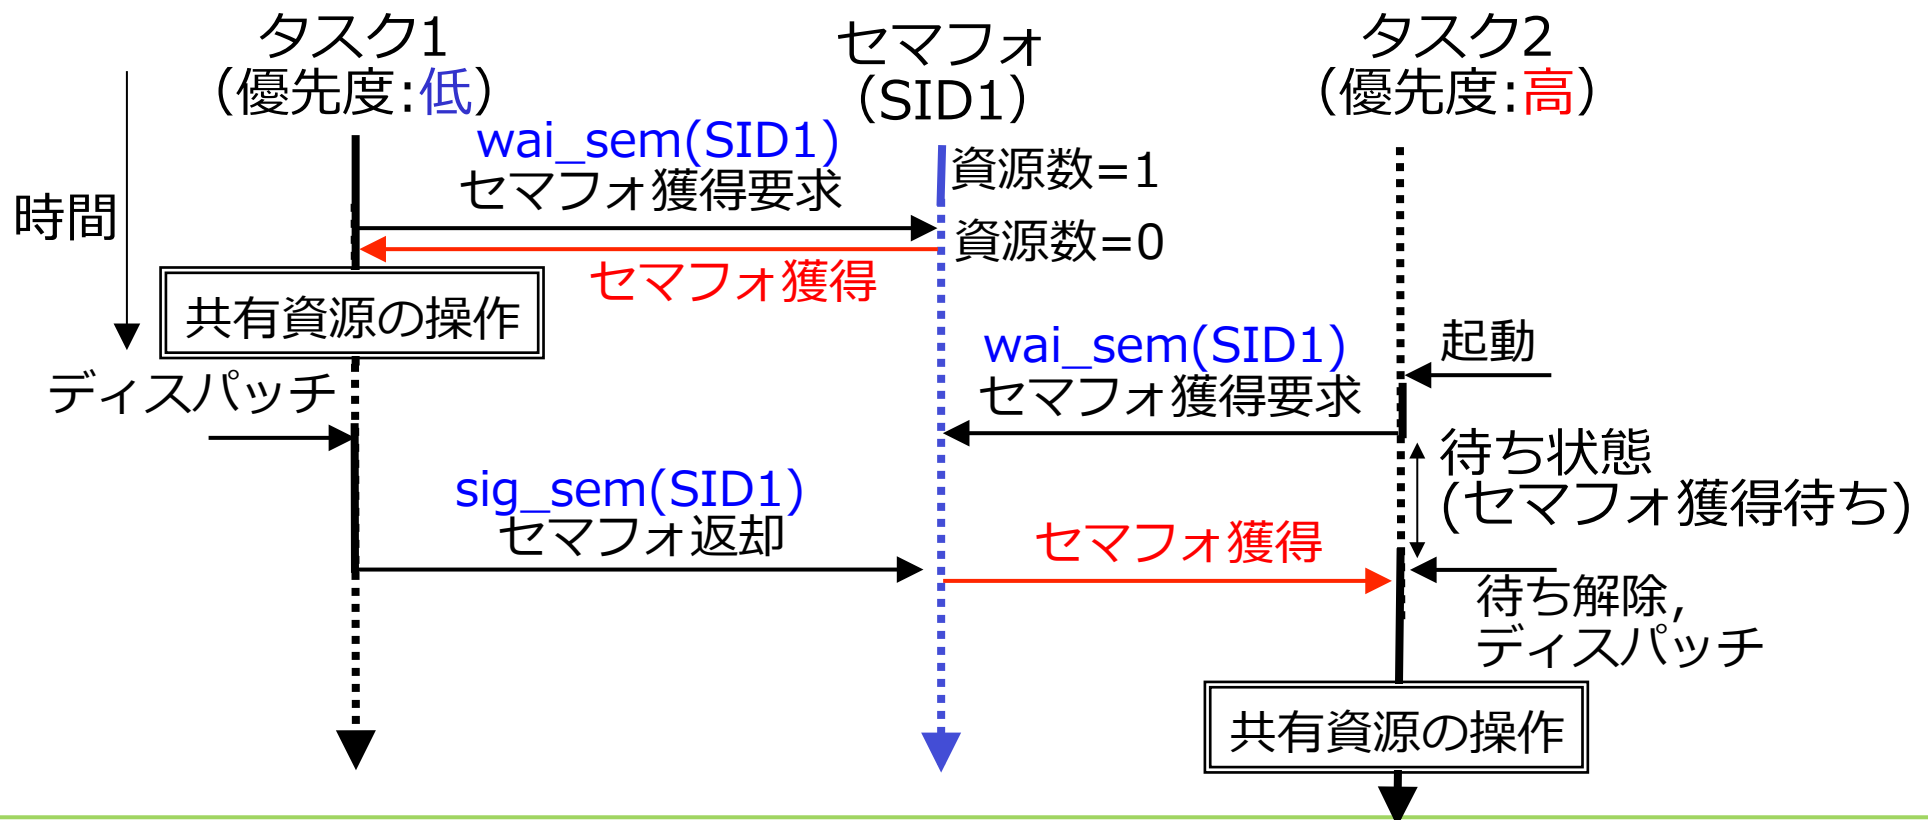 タスク1
（優先度:低）
セマフォ
（SID1）
タスク2
（優先度:高）
時間
wai_sem(SID1)
セマフォ獲得要求
資源数=1
資源数=0
セマフォ獲得
共有資源の操作
起動
wai_sem(SID1)
セマフォ獲得要求
ディスパッチ
待ち状態
(セマフォ獲得待ち)
sig_sem(SID1)
セマフォ返却
セマフォ獲得
待ち解除,
ディスパッチ
共有資源の操作